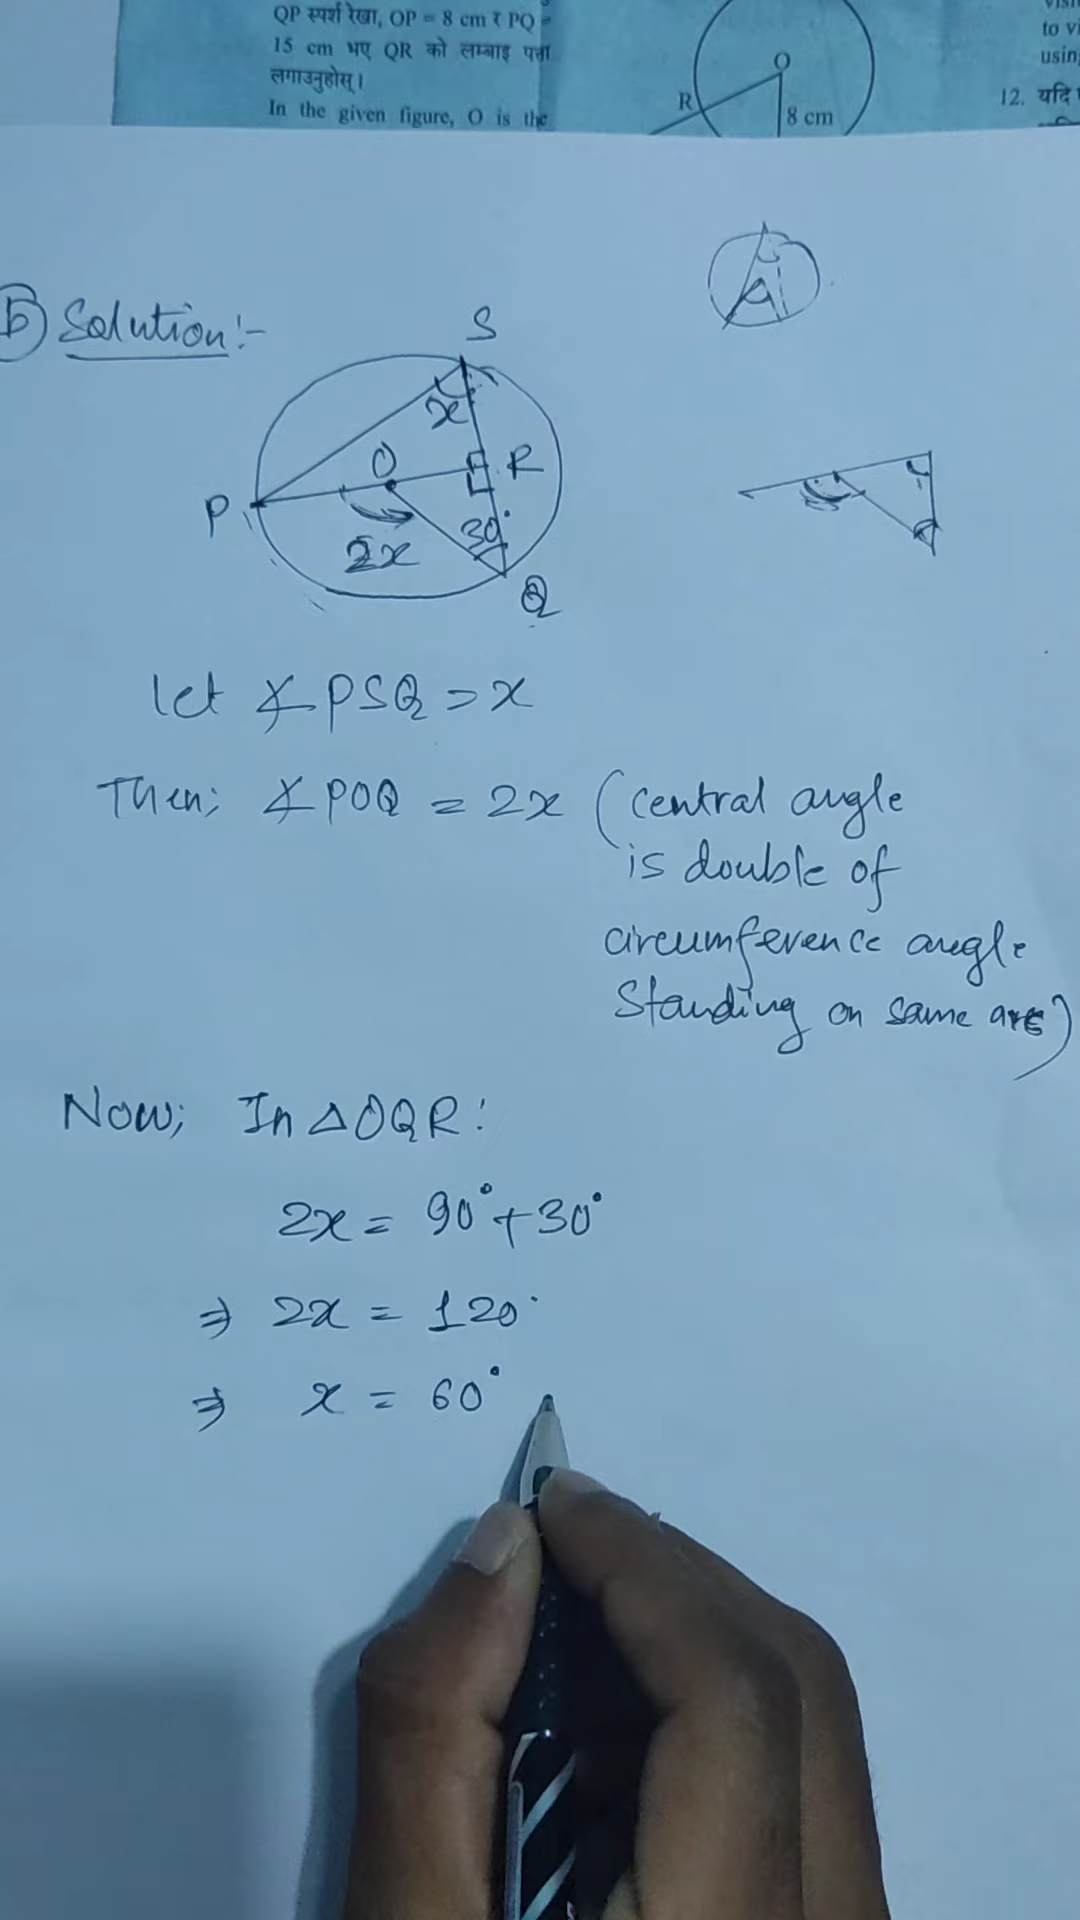 QP स्पर्श रेखा, OP = 8 cm र PQ =
15 cm भए QR को लम्बाइ पत्ता
लगाउनुहोस्।
In the given figure, O is the
O
R
8 cm
to
using
12. यदि
b) Solution:-
S
x
O
R
P
2x
30°
Q
let ∡PSQ = x
Then; ∡POQ = 2x (central angle
is double of
circumference angle
standing on same arc)
Now; In △OQR:
2x = 90° + 30°
⇒ 2x = 120°
⇒ x = 60°